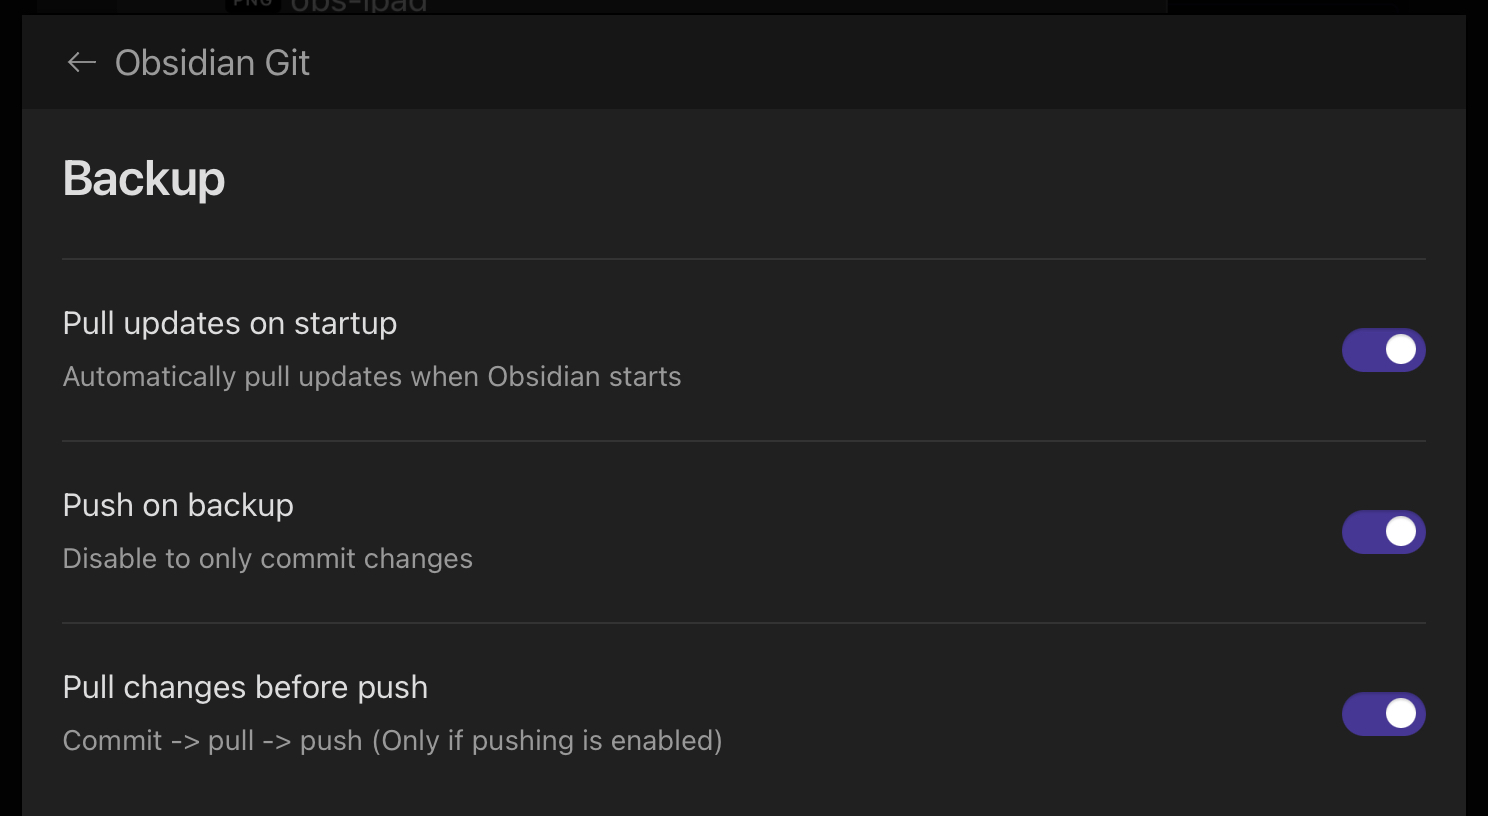 PNG obs-ipad
Obsidian Git
Backup
Pull updates on startup
Automatically pull updates when Obsidian starts
Push on backup
Disable to only commit changes
Pull changes before push
Commit -> pull -> push (Only if pushing is enabled)